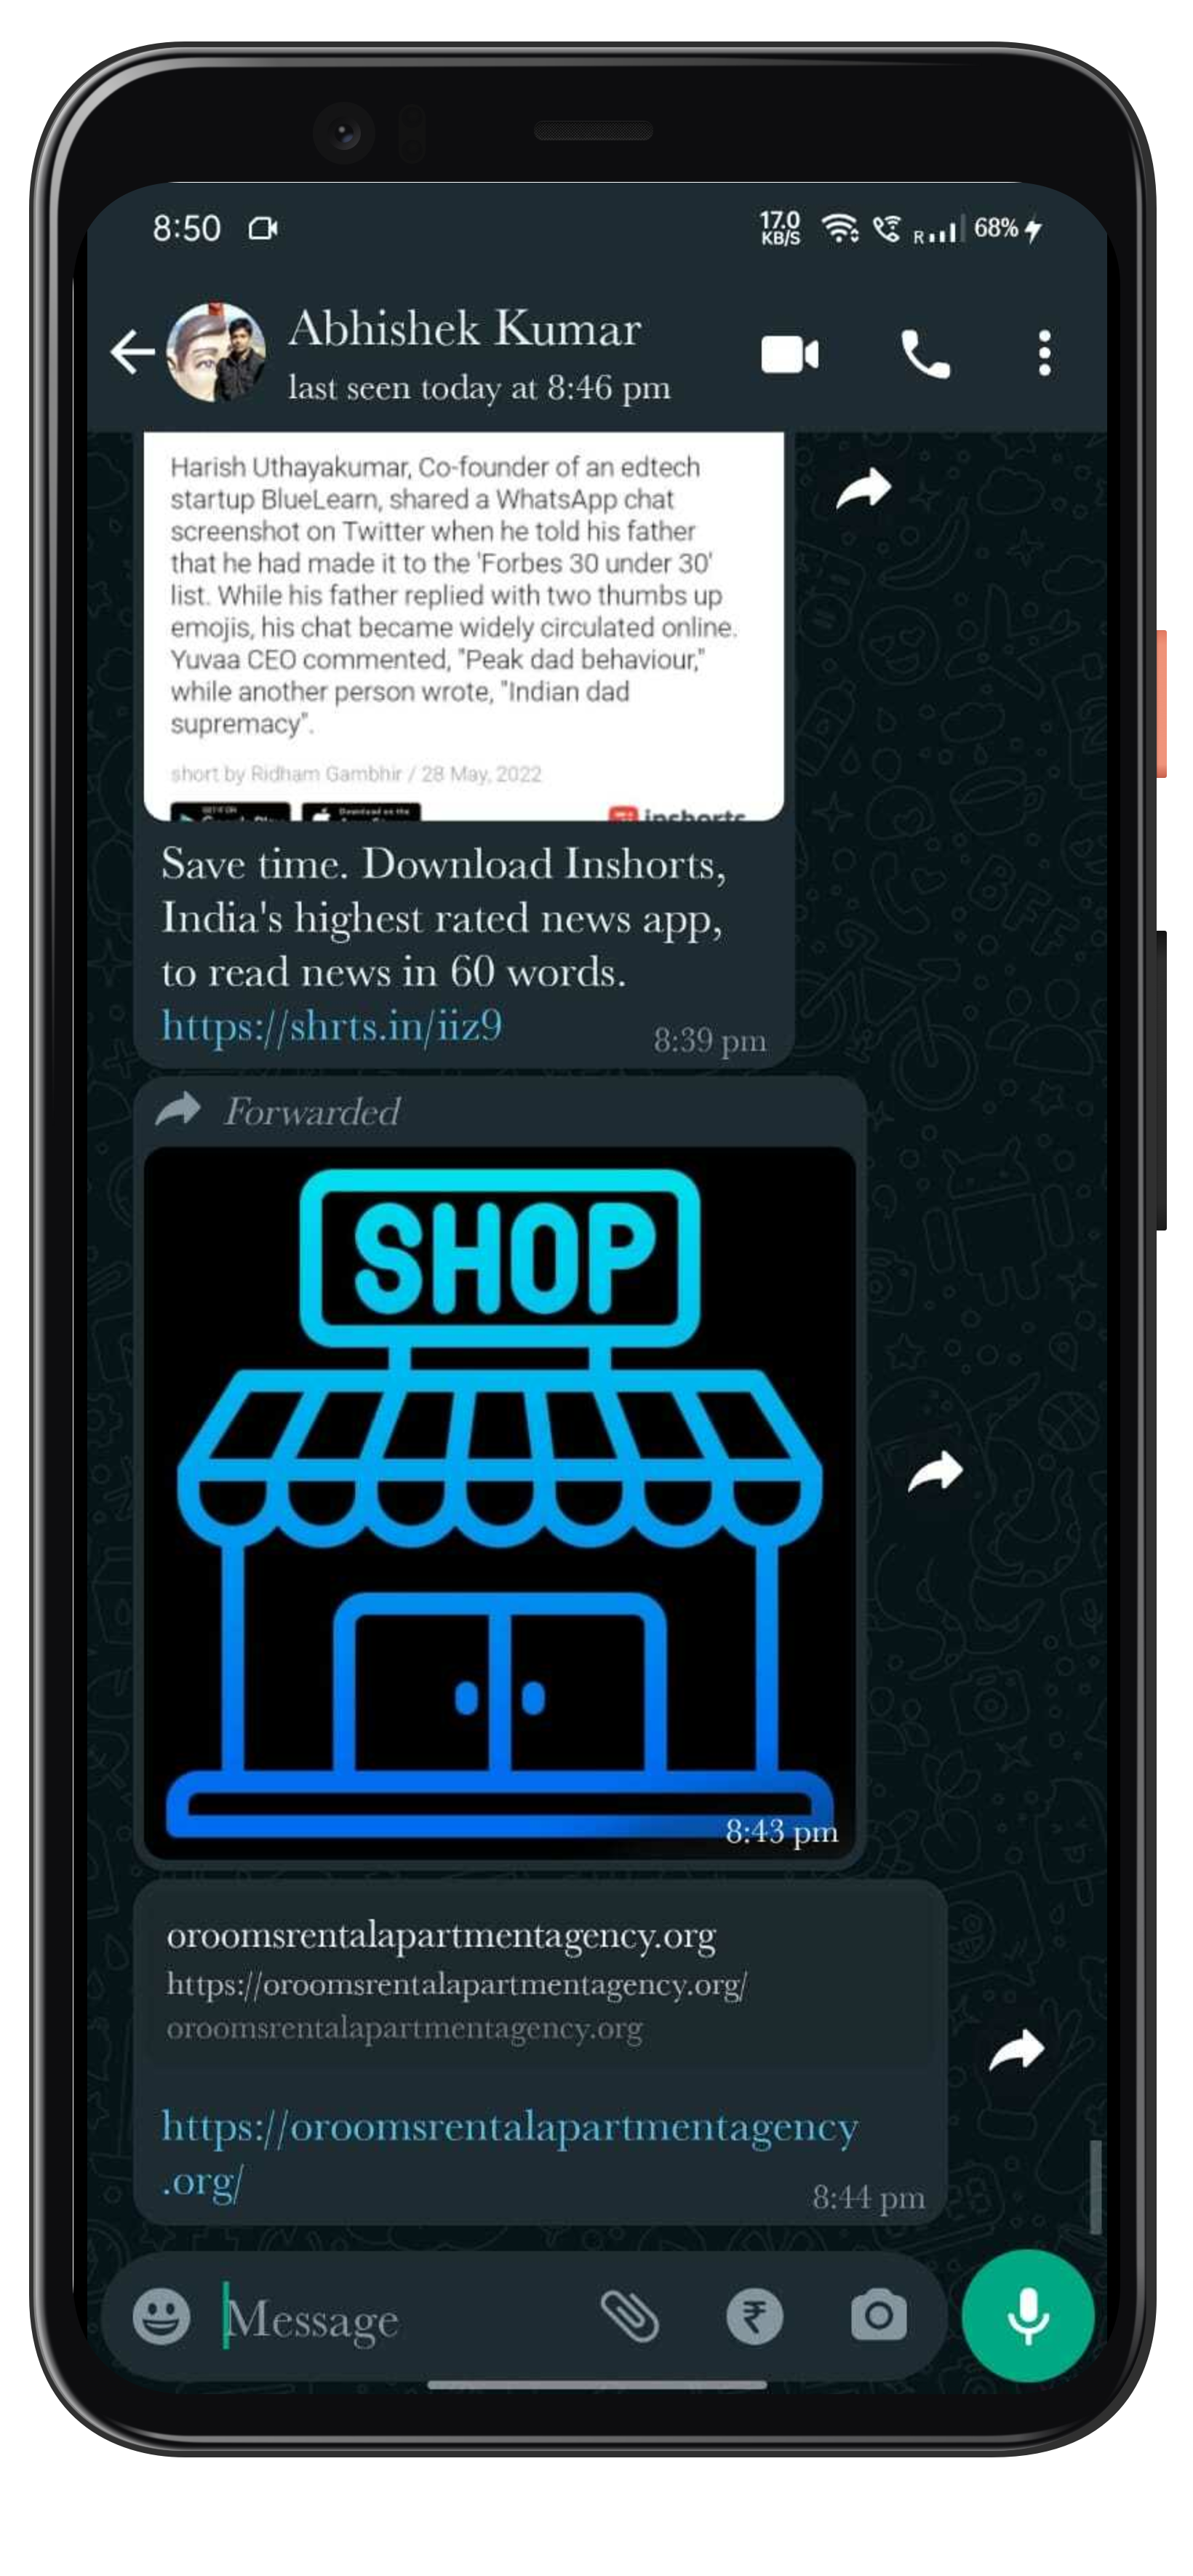 8:50
17.0
KB/S
R
68%
Abhishek Kumar
last seen today at 8:46 pm
Harish Uthayakumar, Co-founder of an edtech
startup BlueLearn, shared a WhatsApp chat
screenshot on Twitter when he told his father
that he had made it to the 'Forbes 30 under 30'
list. While his father replied with two thumbs up
emojis, his chat became widely circulated online.
Yuvaa CEO commented, "Peak dad behaviour,"
while another person wrote, "Indian dad
supremacy".
short by Ridham Gambhir / 28 May, 2022
GET IT ON
Download on the
inshorts
Save time. Download Inshorts,
India's highest rated news app,
to read news in 60 words.
https://shrts.in/iiz9
8:39 pm
Forwarded
SHOP
8:43 pm
oroomsrentalapartmentagency.org
https://oroomsrentalapartmentagency.org/
oroomsrentalapartmentagency.org
https://oroomsrentalapartmentagency
.org/
8:44 pm
Message